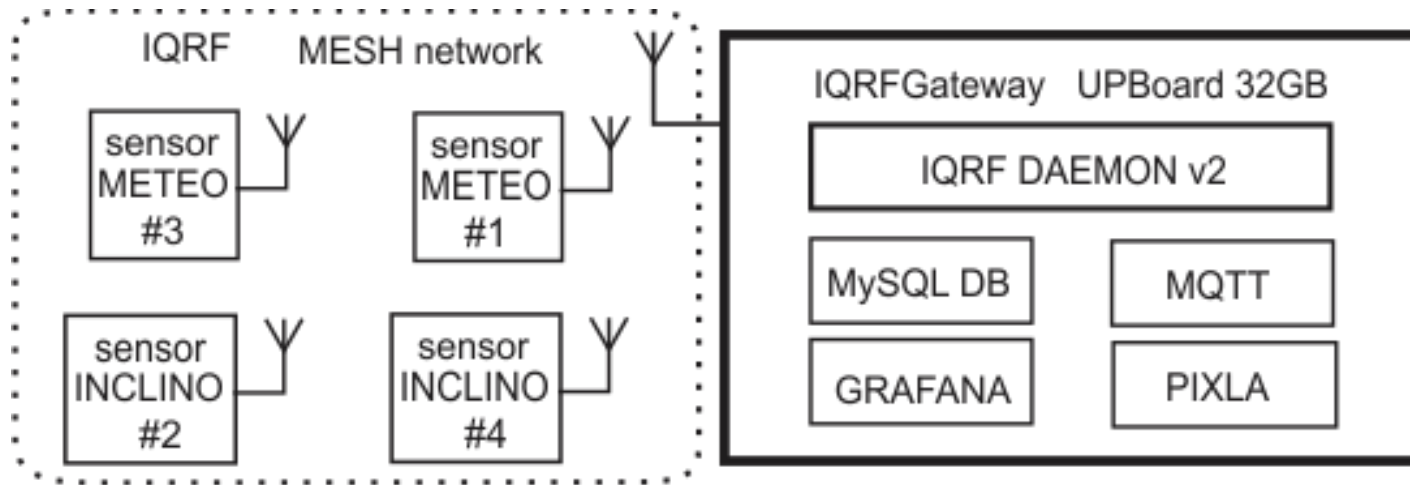 IQRF MESH network
sensor
METEO
#3
sensor
METEO
#1
sensor
INCLINO
#2
sensor
INCLINO
#4
IQRFGateway UPBoard 32GB
IQRF DAEMON v2
MySQL DB
MQTT
GRAFANA
PIXLA